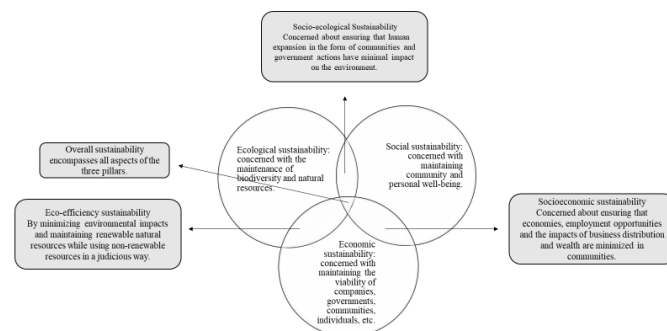 Socio-ecological Sustainability
Concerned about ensuring that human
expansion in the form of communities and
government actions have minimal impact
on the environment.
Ecological sustainability:
concerned with the
maintenance of
biodiversity and natural
resources.
Social sustainability:
concerned with
maintaining
community
and personal well-being.
Overall sustainability
encompasses all aspects of the
three pillars.
Eco-efficiency sustainability
By minimizing environmental impacts
and maintaining renewable natural
resources while using non-renewable
resources in a judicious way.
Economic
sustainability:
concerned with
maintaining the
viability of
companies,
governments,
communities,
individuals, etc.
Socioeconomic sustainability
Concerned about ensuring that
economies, employment opportunities
and the impacts of business distribution
and wealth are minimized in
communities.